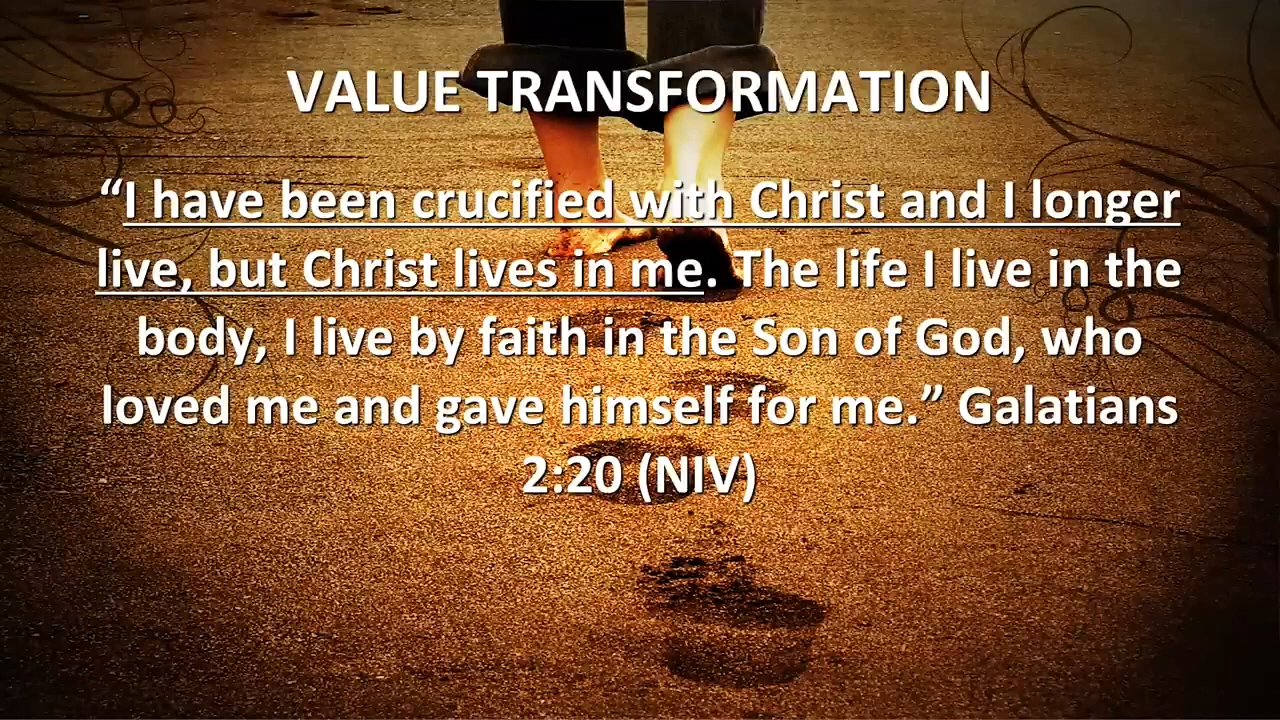 VALUE TRANSFORMATION
“I have been crucified with Christ and I longer
live, but Christ lives in me. The life I live in the
body, I live by faith in the Son of God, who
loved me and gave himself for me.” Galatians
2:20 (NIV)